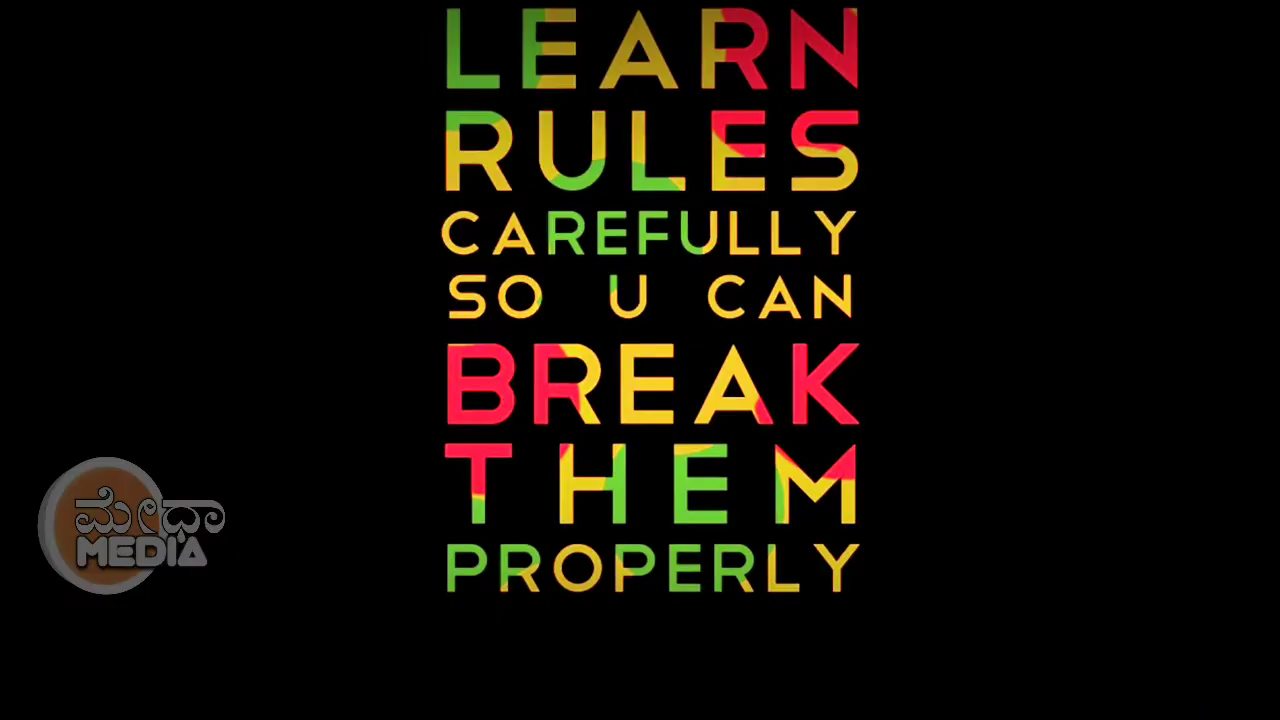 LEARN
RULES
CAREFULLY
SO U CAN
BREAK
THEM
PROPERLY
ಮೇಧಾ
MEDIA